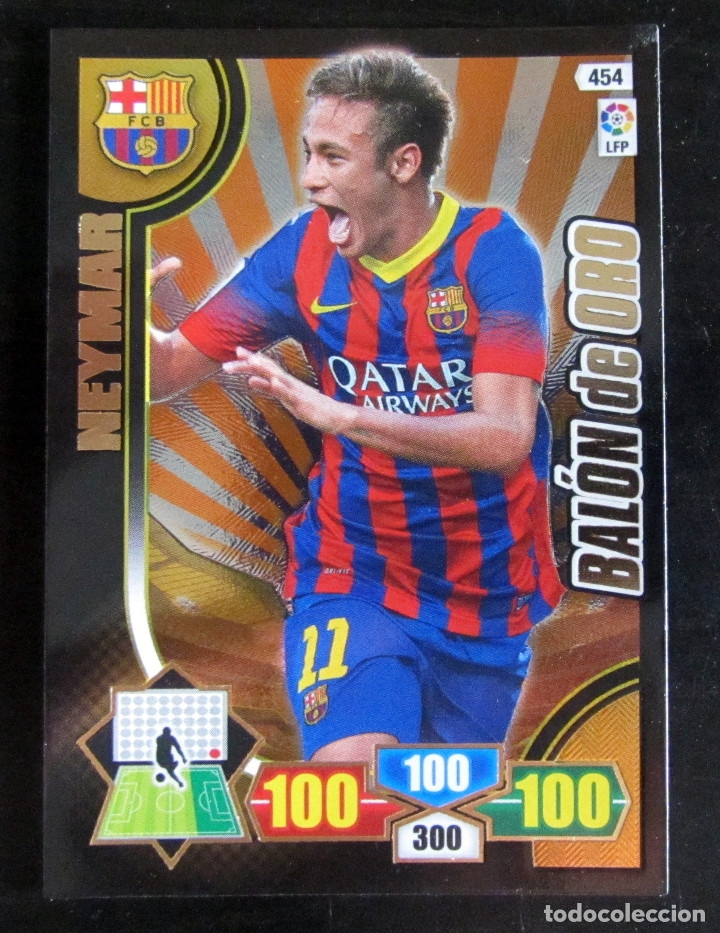 454
FCB
LFP
NEYMAR
BALÓN de ORO
QATAR
AIRWAYS
11
100
100
100
300
todocoleccion